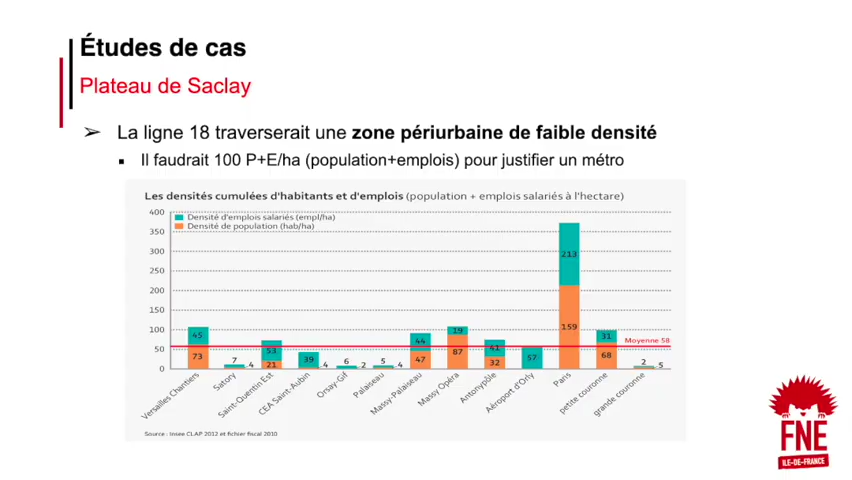 Études de cas
Plateau de Saclay
➢ La ligne 18 traverserait une zone périurbaine de faible densité
▪ Il faudrait 100 P+E/ha (population+emplois) pour justifier un métro
Les densités cumulées d'habitants et d'emplois (population + emplois salariés à l'hectare)
400
Densité d'emplois salariés (empl/ha)
Densité de population (hab/ha)
350
300
250
200
150
100
50
0
45
73
7
4
53
21
39
4
6
2
5
4
44
47
19
87
41
32
57
213
159
31
68
2
5
Moyenne 58
Versailles Chantiers
Satory
Saint-Quentin Est
CEA Saint-Aubin
Orsay-Gif
Palaiseau
Massy-Palaiseau
Massy Opéra
Antonypôle
Aéroport d'Orly
Paris
petite couronne
grande couronne
Source : Insee CLAP 2012 et fichier fiscal 2010
FNE
ILE-DE-FRANCE